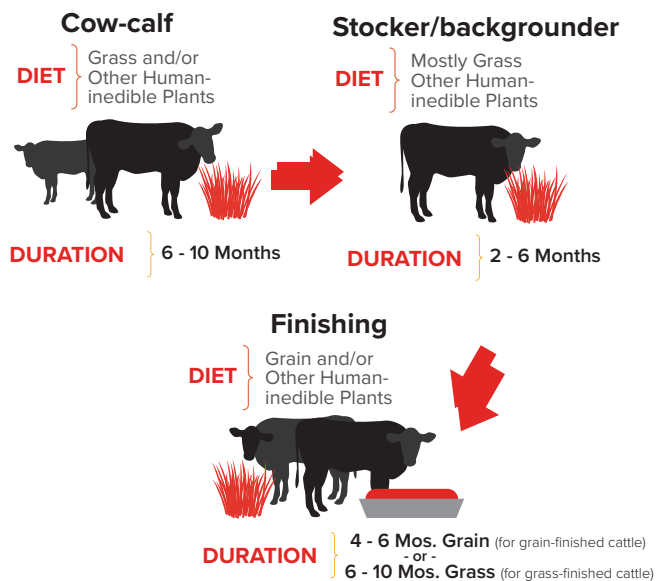 Cow-calf
DIET
Grass and/or
Other Human-
inedible Plants
DURATION
6 - 10 Months
Stocker/backgrounder
DIET
Mostly Grass
Other Human-
inedible Plants
DURATION
2 - 6 Months
Finishing
DIET
Grain and/or
Other Human-
inedible Plants
DURATION
4 - 6 Mos. Grain (for grain-finished cattle)
- or -
6 - 10 Mos. Grass (for grass-finished cattle)